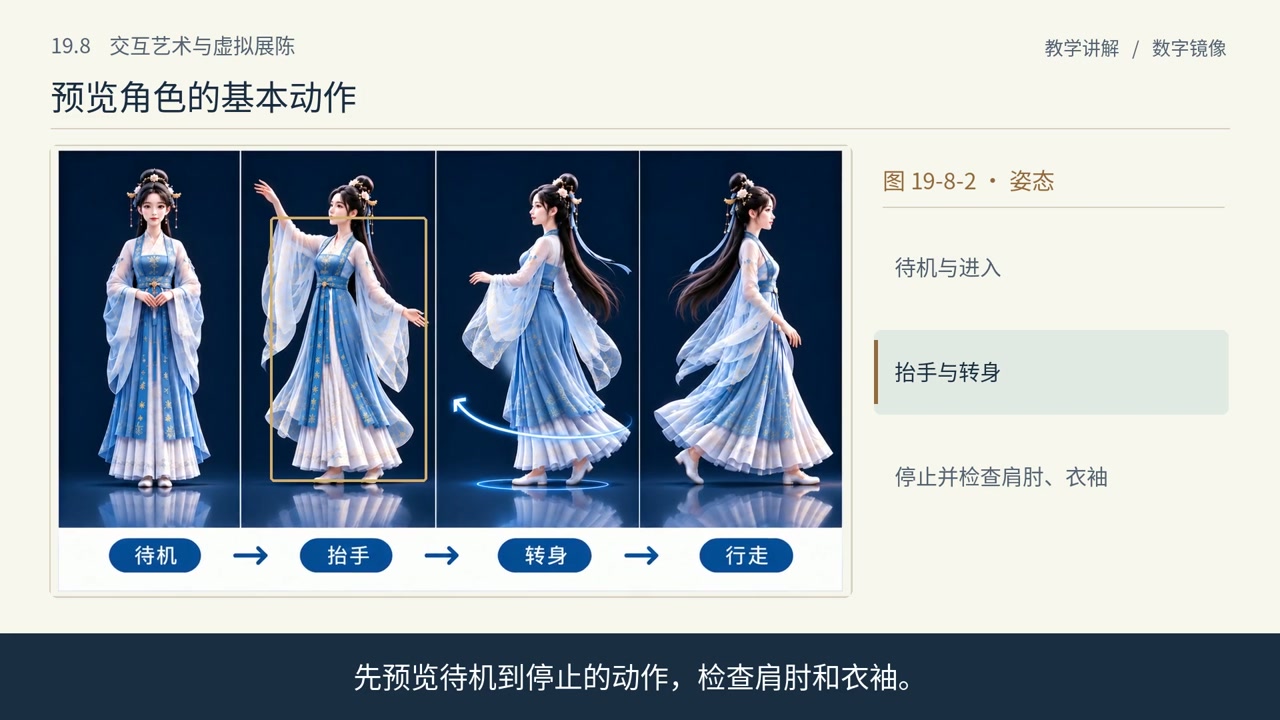 19.8 交互艺术与虚拟展陈
教学讲解 / 数字镜像
预览角色的基本动作
图 19-8-2 · 姿态
待机与进入
抬手与转身
停止并检查肩肘、衣袖
待机 → 抬手 → 转身 → 行走
先预览待机到停止的动作，检查肩肘和衣袖。